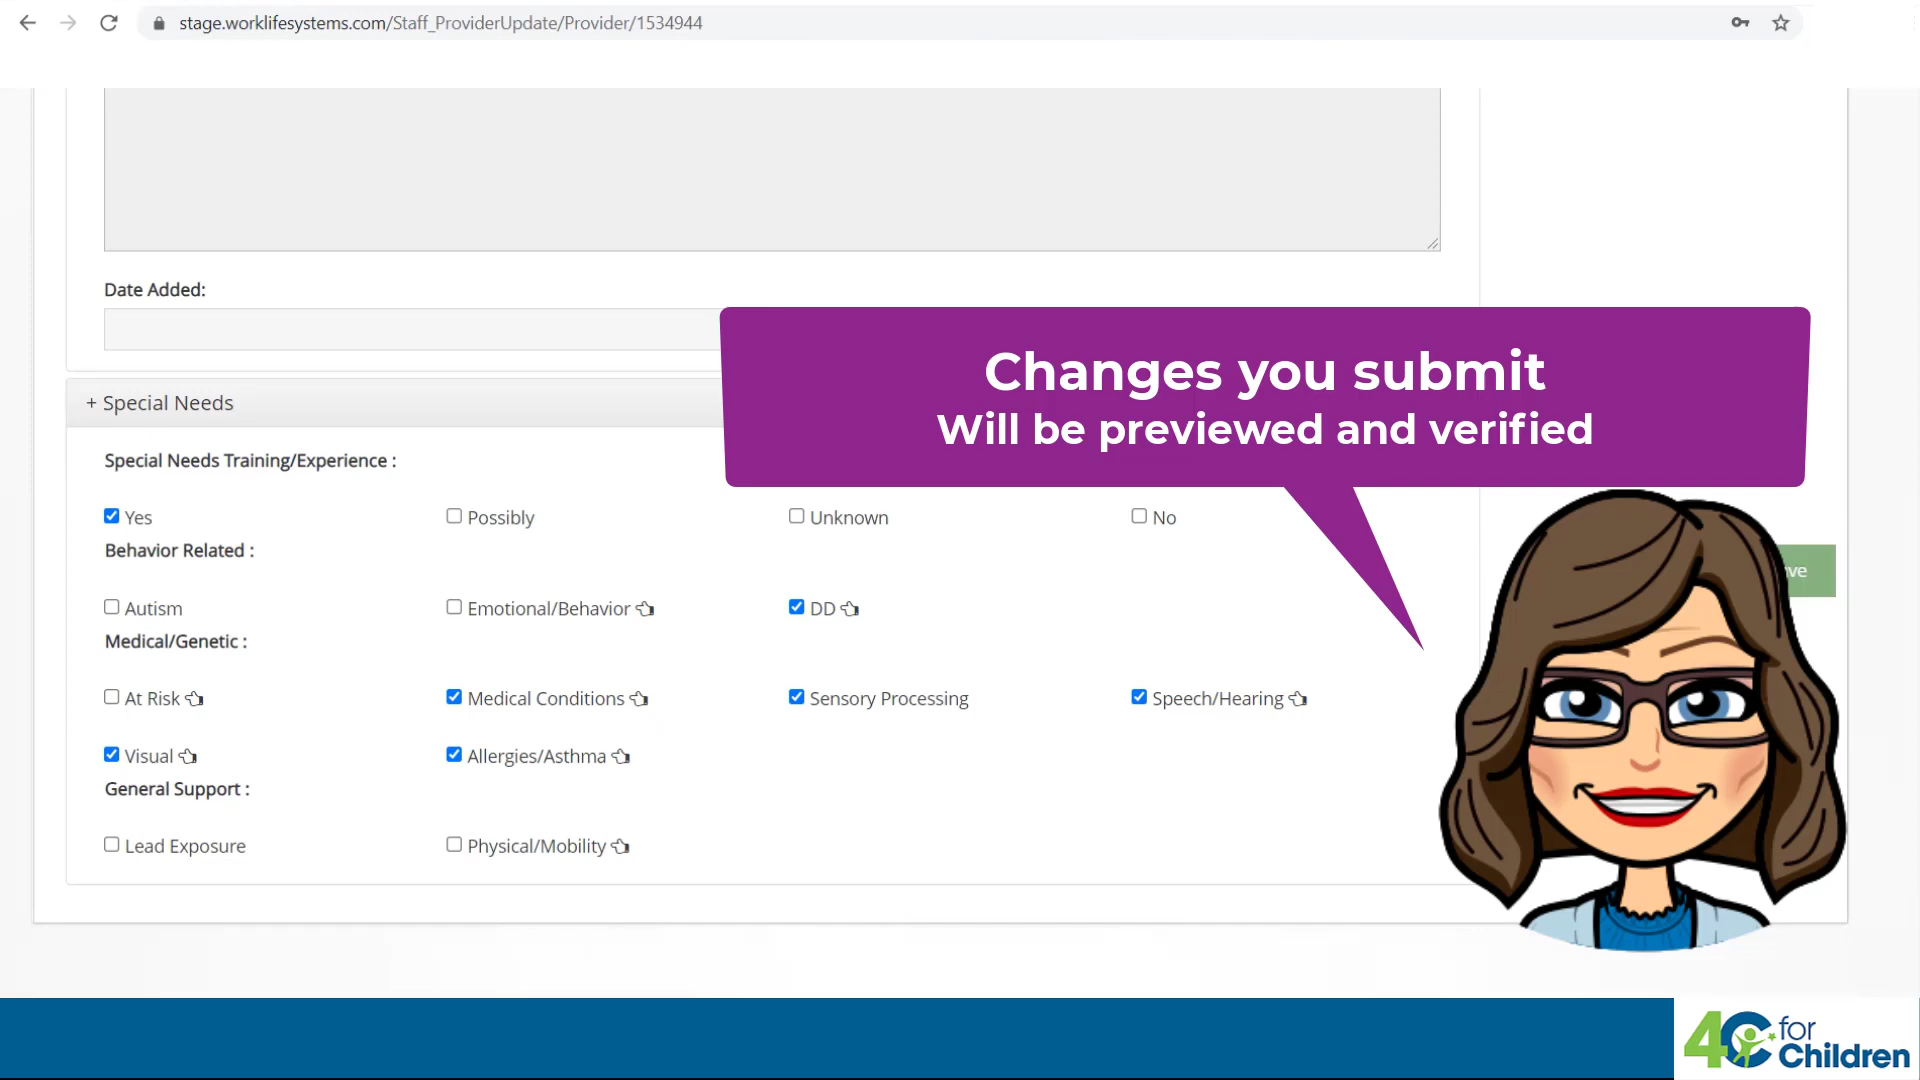 stage.worklifesystems.com/Staff_ProviderUpdate/Provider/1534944
Date Added:
Changes you submit
Will be previewed and verified
+ Special Needs
Special Needs Training/Experience :
Yes Possibly Unknown No
Behavior Related :
Autism Emotional/Behavior DD
Medical/Genetic :
At Risk Medical Conditions Sensory Processing Speech/Hearing
Visual Allergies/Asthma
General Support :
Lead Exposure Physical/Mobility
4C for
Children